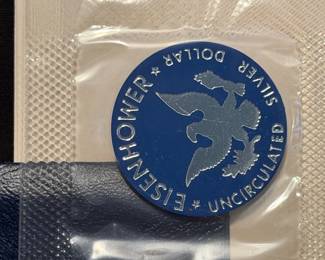 EISENHOWER
★ UNCIRCULATED ★
SILVER DOLLAR